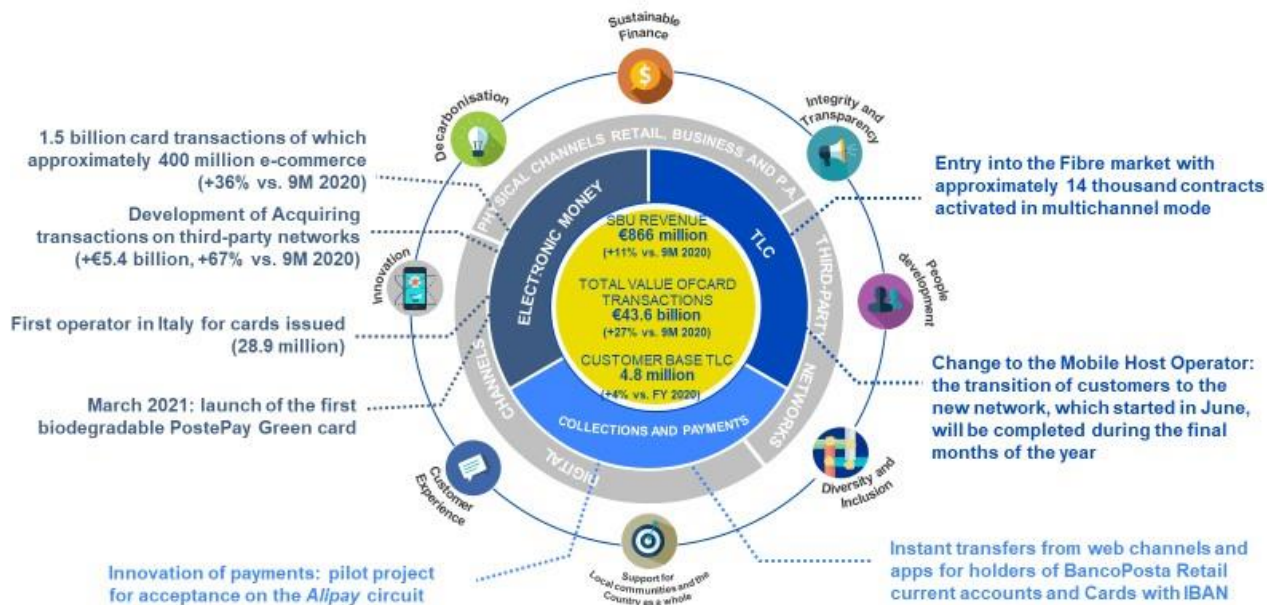 Sustainable
Finance
Decarbonisation
Integrity and
Transparency
1.5 billion card transactions of which
approximately 400 million e-commerce
(+36% vs. 9M 2020)
Development of Acquiring
transactions on third-party networks
(+€5.4 billion, +67% vs. 9M 2020)
First operator in Italy for cards issued
(28.9 million)
March 2021: launch of the first
biodegradable PostePay Green card
Innovation
PHYSICAL CHANNELS RETAIL, BUSINESS AND P.A.
THIRD-PARTY NETWORKS
DIGITAL CHANNELS
ELECTRONIC MONEY
TLC
SBU REVENUE
€866 million
(+11% vs. 9M 2020)
TOTAL VALUE OFCARD
TRANSACTIONS
€43.6 billion
(+27% vs. 9M 2020)
CUSTOMER BASE TLC
4.8 million
(+4% vs. FY 2020)
COLLECTIONS AND PAYMENTS
Entry into the Fibre market with
approximately 14 thousand contracts
activated in multichannel mode
People
development
Change to the Mobile Host Operator:
the transition of customers to the
new network, which started in June,
will be completed during the final
months of the year
Customer
Experience
Diversity and
Inclusion
Support for
Local communities and the
Country as a whole
Innovation of payments: pilot project
for acceptance on the Alipay circuit
Instant transfers from web channels and
apps for holders of BancoPosta Retail
current accounts and Cards with IBAN